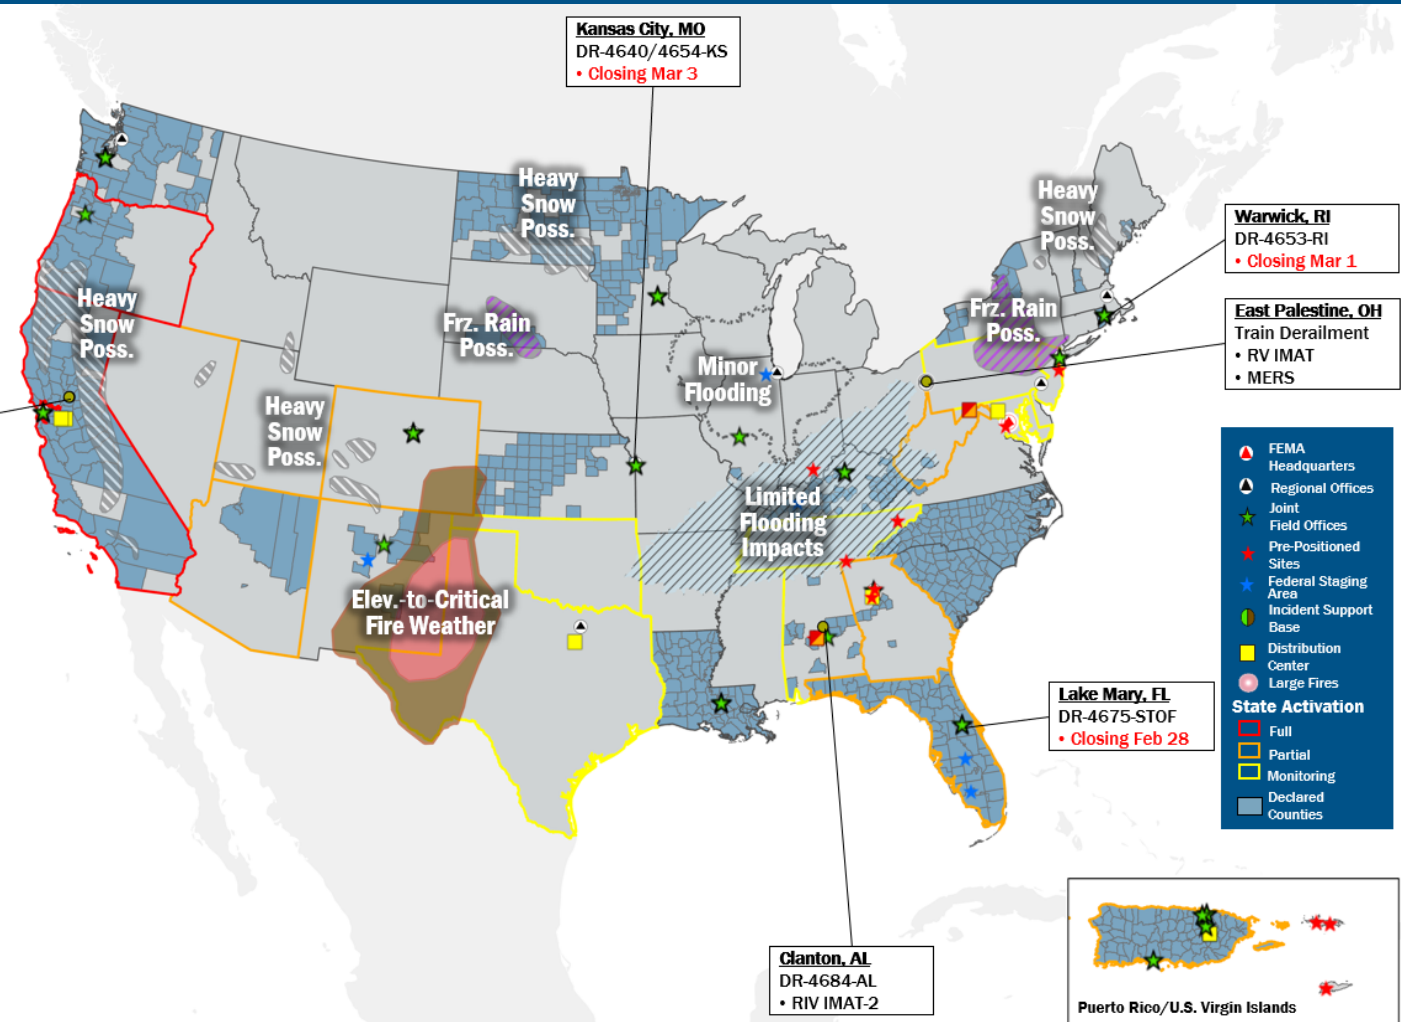 Kansas City, MO
DR-4640/4654-KS
• Closing Mar 3
Heavy
Snow
Poss.
Heavy
Snow
Poss.
Warwick, RI
DR-4653-RI
• Closing Mar 1
Heavy
Snow
Poss.
Frz. Rain
Poss.
Frz. Rain
Poss.
East Palestine, OH
Train Derailment
• RV IMAT
• MERS
Minor
Flooding
Heavy
Snow
Poss.
Limited
Flooding
Impacts
Elev.-to-Critical
Fire Weather
FEMA
Headquarters
Regional Offices
Joint
Field Offices
Pre-Positioned
Sites
Federal Staging
Area
Incident Support
Base
Distribution
Center
Large Fires
State Activation
Full
Partial
Monitoring
Declared
Counties
Lake Mary, FL
DR-4675-STOF
• Closing Feb 28
Clanton, AL
DR-4684-AL
• RIV IMAT-2
Puerto Rico/U.S. Virgin Islands